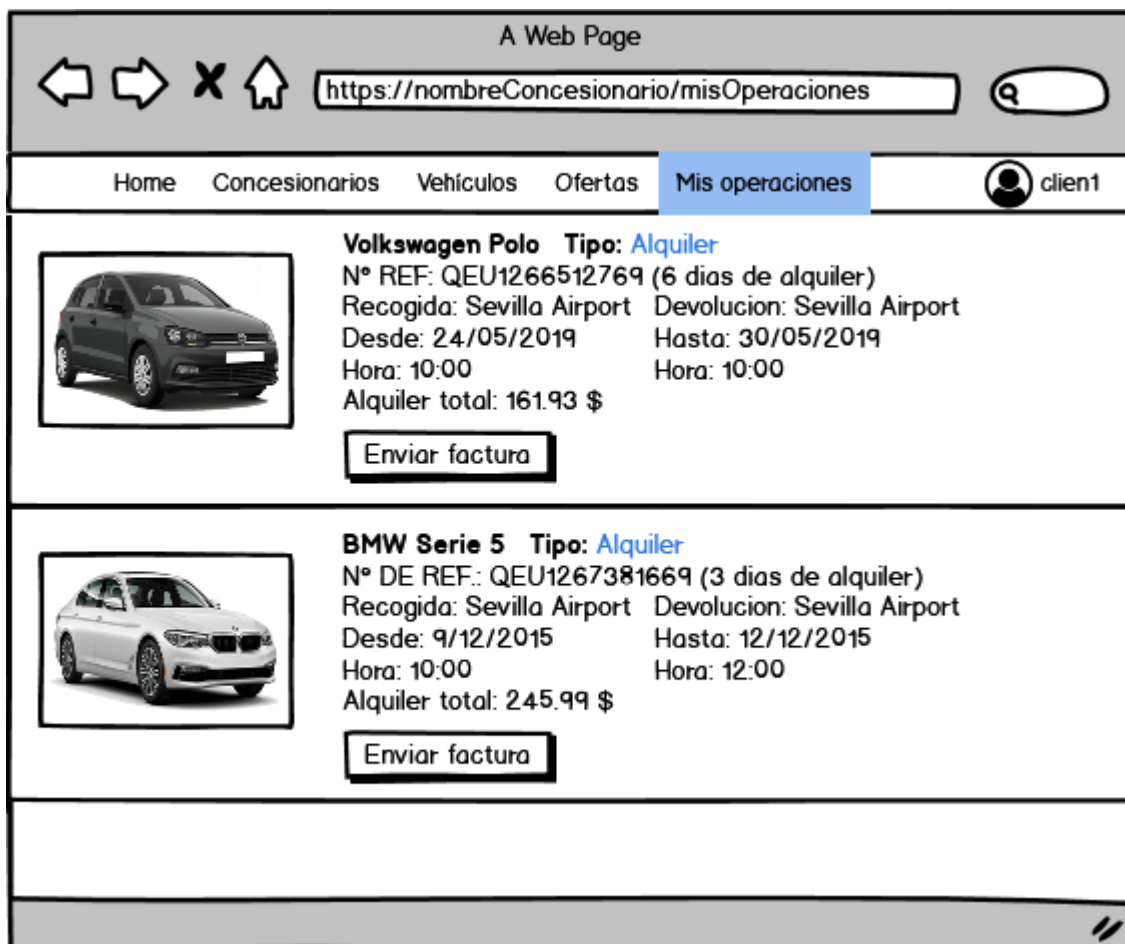 A Web Page
https://nombreConcesionario/misOperaciones
Home Concesionarios Vehículos Ofertas Mis operaciones clien1
Volkswagen Polo Tipo: Alquiler
Nº REF: QEU1266512769 (6 dias de alquiler)
Recogida: Sevilla Airport Devolucion: Sevilla Airport
Desde: 24/05/2019 Hasta: 30/05/2019
Hora: 10:00 Hora: 10:00
Alquiler total: 161.93 $
Enviar factura
BMW Serie 5 Tipo: Alquiler
Nº DE REF.: QEU1267381669 (3 dias de alquiler)
Recogida: Sevilla Airport Devolucion: Sevilla Airport
Desde: 9/12/2015 Hasta: 12/12/2015
Hora: 10:00 Hora: 12:00
Alquiler total: 245.99 $
Enviar factura